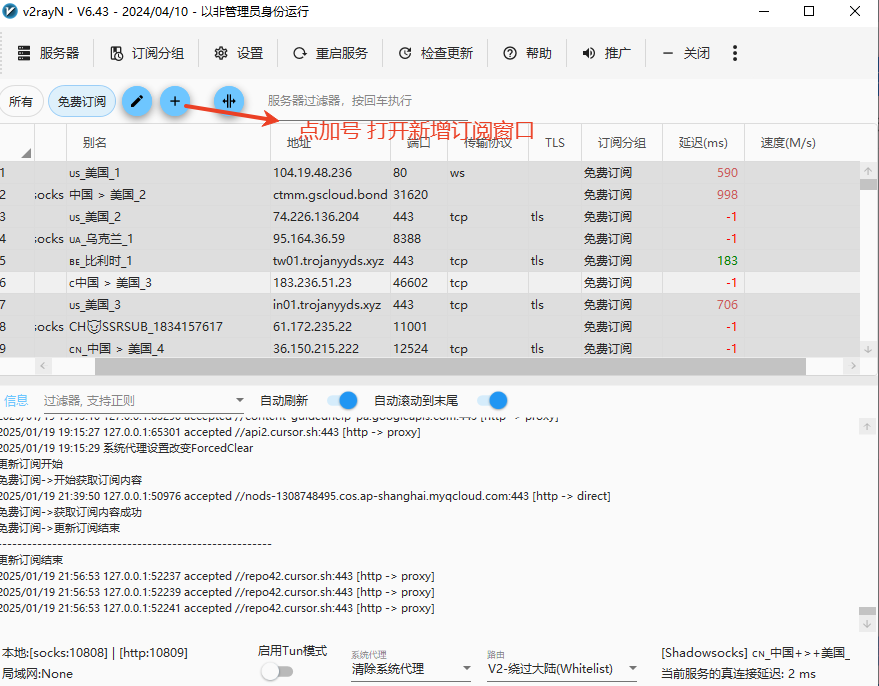 v2rayN - V6.43 - 2024/04/10 - 以非管理员身份运行
服务器 订阅分组 设置 重启服务 检查更新 帮助 推广 关闭
所有 免费订阅 服务器过滤器，按回车执行
点加号 打开新增订阅窗口
别名 地址 端口 传输协议 TLS 订阅分组 延迟(ms) 速度(M/s)
1 us_美国_1 104.19.48.236 80 ws 免费订阅 590
2 socks 中国 > 美国_2 ctmm.gscloud.bond 31620 免费订阅 998
3 us_美国_2 74.226.136.204 443 tcp tls 免费订阅 -1
4 socks ᴜᴀ_乌克兰_1 95.164.36.59 8388 免费订阅 -1
5 ʙᴇ_比利时_1 tw01.trojanyyds.xyz 443 tcp tls 免费订阅 183
6 c中国 > 美国_3 183.236.51.23 46602 tcp 免费订阅 -1
7 us_美国_3 in01.trojanyyds.xyz 443 tcp tls 免费订阅 706
8 socks CH🐱SSRSUB_1834157617 61.172.235.22 11001 免费订阅 -1
9 ᴄɴ_中国 > 美国_4 36.150.215.222 12524 tcp tls 免费订阅 -1
信息 过滤器, 支持正则 自动刷新 自动滚动到末尾
2025/01/19 19:15:27 127.0.0.1:65301 accepted //api2.cursor.sh:443 [http -> proxy]
2025/01/19 19:15:29 系统代理设置改变ForcedClear
更新订阅开始
免费订阅->开始获取订阅内容
2025/01/19 21:39:50 127.0.0.1:50976 accepted //nods-1308748495.cos.ap-shanghai.myqcloud.com:443 [http -> direct]
免费订阅->获取订阅内容成功
免费订阅->更新订阅结束
-------------------------------------------------------
更新订阅结束
2025/01/19 21:56:53 127.0.0.1:52237 accepted //repo42.cursor.sh:443 [http -> proxy]
2025/01/19 21:56:53 127.0.0.1:52239 accepted //repo42.cursor.sh:443 [http -> proxy]
2025/01/19 21:56:53 127.0.0.1:52241 accepted //repo42.cursor.sh:443 [http -> proxy]
本地:[socks:10808] | [http:10809] 启用Tun模式 系统代理 路由 [Shadowsocks] ᴄɴ_中国+>+美国_
局域网:None 清除系统代理 V2-绕过大陆(Whitelist) 当前服务的真连接延迟: 2 ms